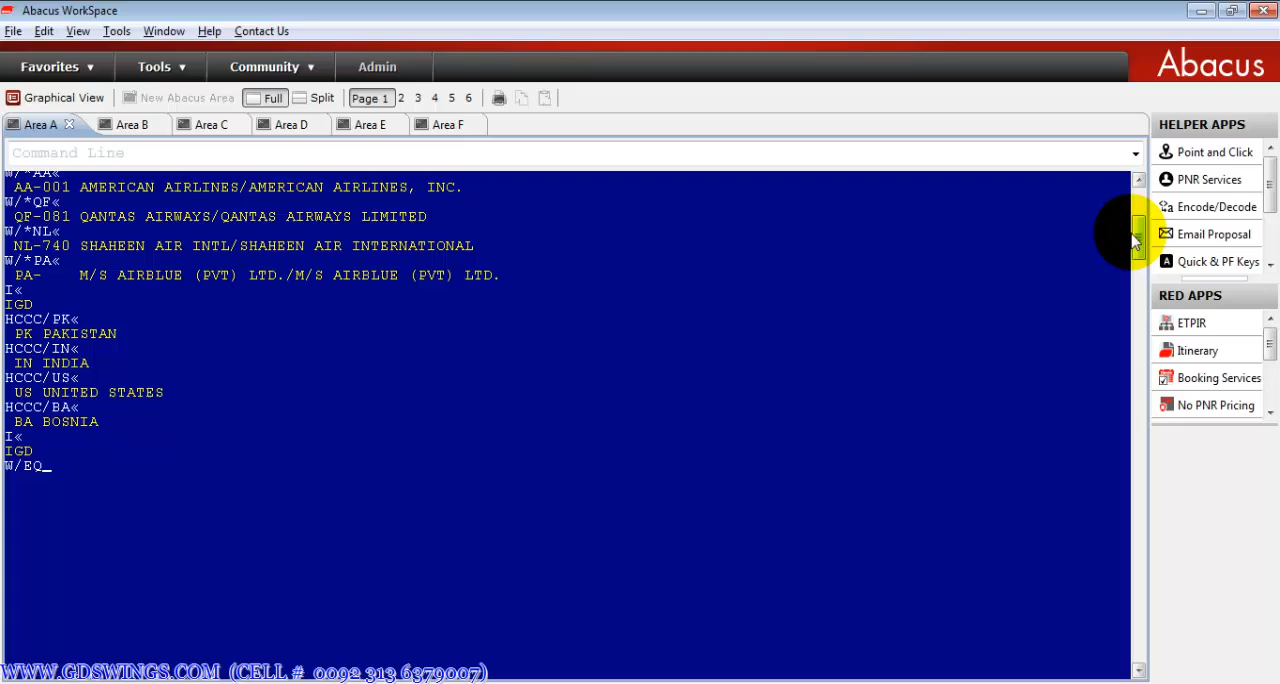 Abacus WorkSpace
File Edit View Tools Window Help Contact Us
Favorites Tools Community Admin
Abacus
Graphical View New Abacus Area Full Split Page 1 2 3 4 5 6
Area A Area B Area C Area D Area E Area F
Command Line
W/*AA«
AA-001 AMERICAN AIRLINES/AMERICAN AIRLINES, INC.
W/*QF«
QF-081 QANTAS AIRWAYS/QANTAS AIRWAYS LIMITED
W/*NL«
NL-740 SHAHEEN AIR INTL/SHAHEEN AIR INTERNATIONAL
W/*PA«
PA- M/S AIRBLUE (PVT) LTD./M/S AIRBLUE (PVT) LTD.
I«
IGD
HCCC/PK«
PK PAKISTAN
HCCC/IN«
IN INDIA
HCCC/US«
US UNITED STATES
HCCC/BA«
BA BOSNIA
I«
IGD
W/EQ_
HELPER APPS
Point and Click
PNR Services
Encode/Decode
Email Proposal
A Quick & PF Keys
RED APPS
ETPIR
Itinerary
Booking Services
No PNR Pricing
WWW.GDSWINGS.COM (CELL # 0092 313 6379007)